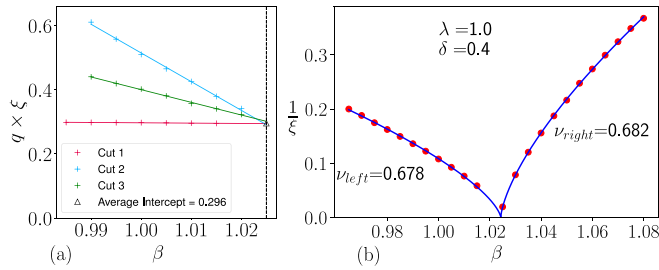 0.6
0.4
0.2
0.0
q × ξ
Cut 1
Cut 2
Cut 3
Average Intercept = 0.296
0.99 1.00 1.01 1.02
(a)
β
0.4
0.3
0.2
0.1
0.0
1/ξ
λ =1.0
δ =0.4
ν_right=0.682
ν_left=0.678
0.98 1.00 1.02 1.04 1.06 1.08
(b)
β